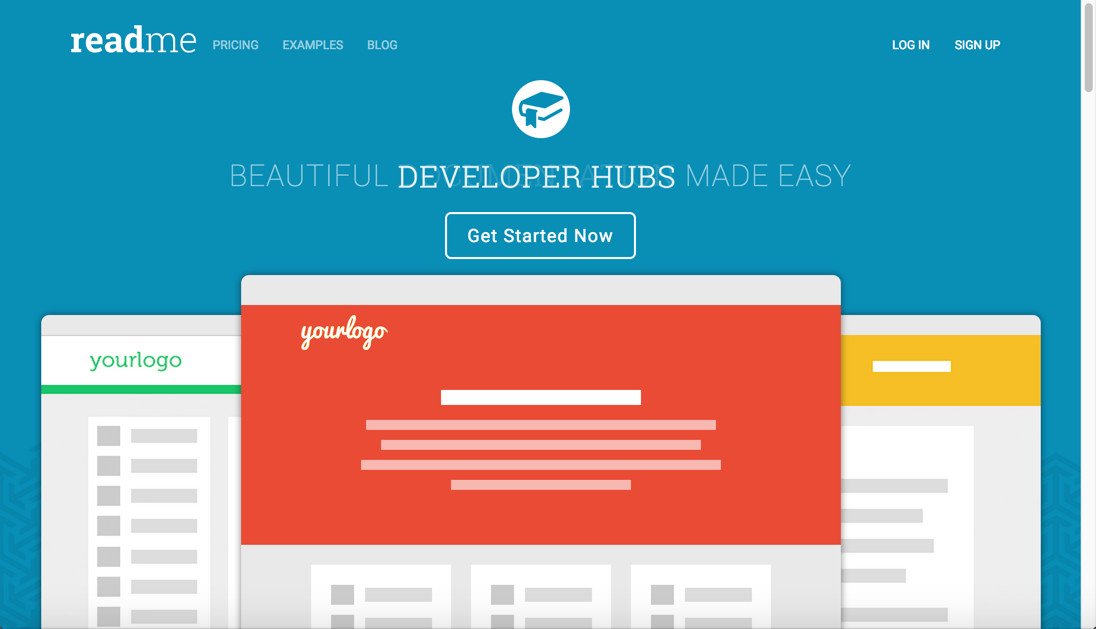 readme PRICING EXAMPLES BLOG LOG IN SIGN UP
BEAUTIFUL DEVELOPER HUBS MADE EASY
Get Started Now
yourlogo
yourlogo